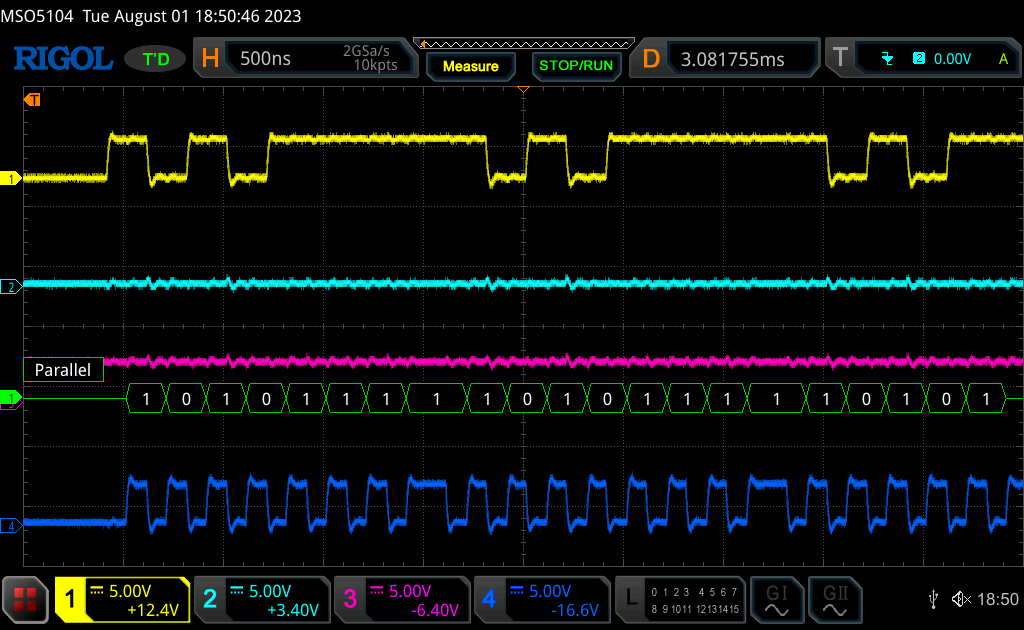 MSO5104 Tue August 01 18:50:46 2023
RIGOL T'D H 500ns 2GSa/s 10kpts Measure STOP/RUN D 3.081755ms T 2 0.00V A
T
1
2
Parallel
1
1 0 1 0 1 1 1 1 1 0 1 0 1 1 1 1 1 0 1 0 1
4
1 5.00V +12.4V 2 5.00V +3.40V 3 5.00V -6.40V 4 5.00V -16.6V L 0 1 2 3 4 5 6 7 GI GII 18:50
8 9 10 11 12 13 14 15